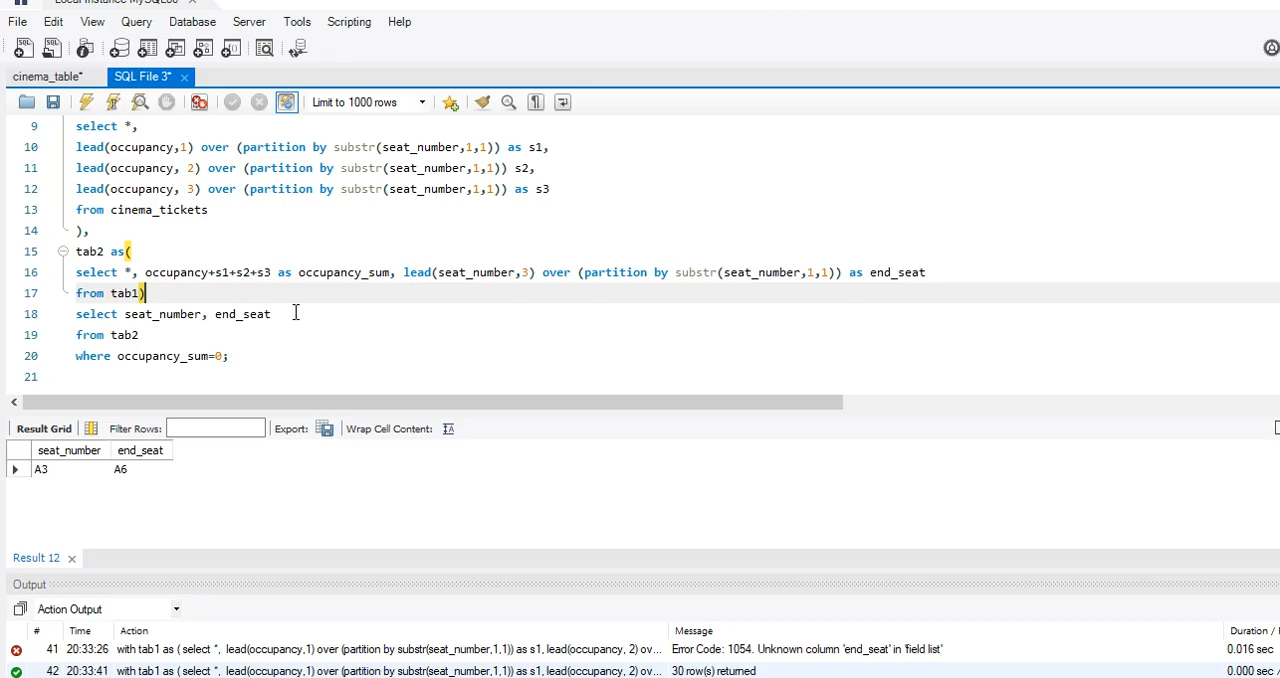 Local instance MySQL80 ×
File Edit View Query Database Server Tools Scripting Help
cinema_table* SQL File 3* ×
Limit to 1000 rows
9 select *,
10 lead(occupancy,1) over (partition by substr(seat_number,1,1)) as s1,
11 lead(occupancy, 2) over (partition by substr(seat_number,1,1)) s2,
12 lead(occupancy, 3) over (partition by substr(seat_number,1,1)) as s3
13 from cinema_tickets
14 ),
15 tab2 as(
16 select *, occupancy+s1+s2+s3 as occupancy_sum, lead(seat_number,3) over (partition by substr(seat_number,1,1)) as end_seat
17 from tab1)
18 select seat_number, end_seat
19 from tab2
20 where occupancy_sum=0;
21
Result Grid Filter Rows: Export: Wrap Cell Content:
seat_number end_seat
A3 A6
Result 12 ×
Output
Action Output
# Time Action Message Duration /
41 20:33:26 with tab1 as ( select *, lead(occupancy,1) over (partition by substr(seat_number,1,1)) as s1, lead(occupancy, 2) ov... Error Code: 1054. Unknown column 'end_seat' in 'field list' 0.016 sec
42 20:33:41 with tab1 as ( select *, lead(occupancy,1) over (partition by substr(seat_number,1,1)) as s1, lead(occupancy, 2) ov... 30 row(s) returned 0.000 sec